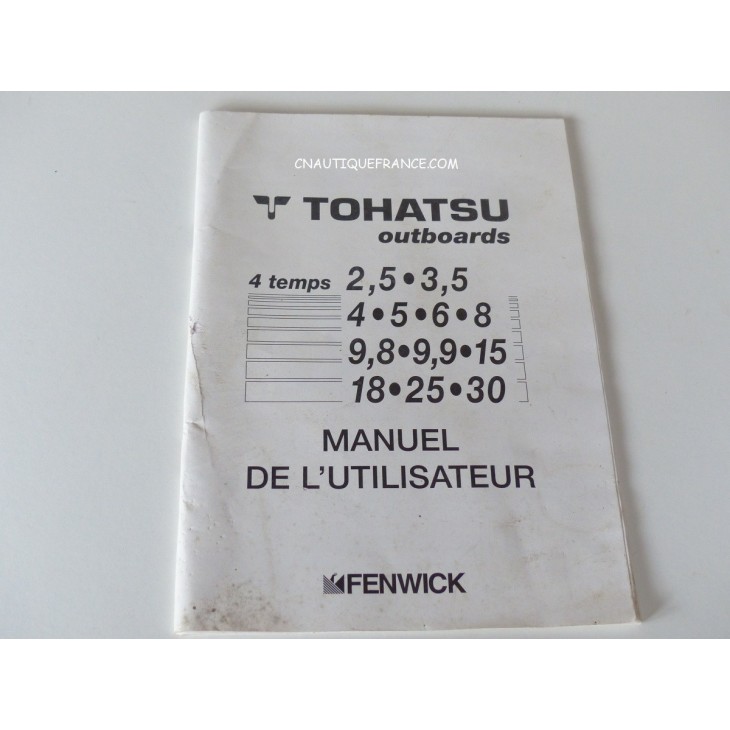 CNAUTIQUEFRANCE.COM
TOHATSU
outboards
4 temps 2,5•3,5
4•5•6•8
9,8•9,9•15
18•25•30
MANUEL
DE L'UTILISATEUR
FENWICK